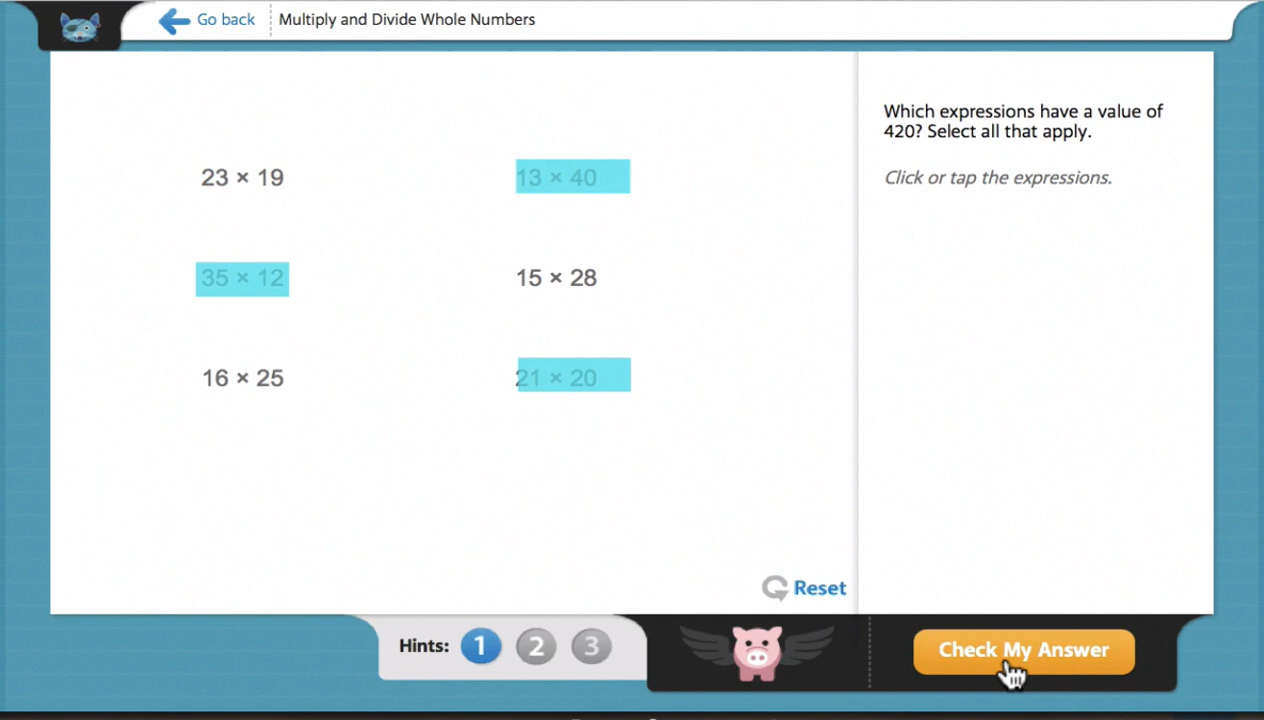 Go back
Multiply and Divide Whole Numbers
23 × 19
13 × 40
35 × 12
15 × 28
16 × 25
21 × 20
Which expressions have a value of
420? Select all that apply.
Click or tap the expressions.
Reset
Hints: 1 2 3
Check My Answer